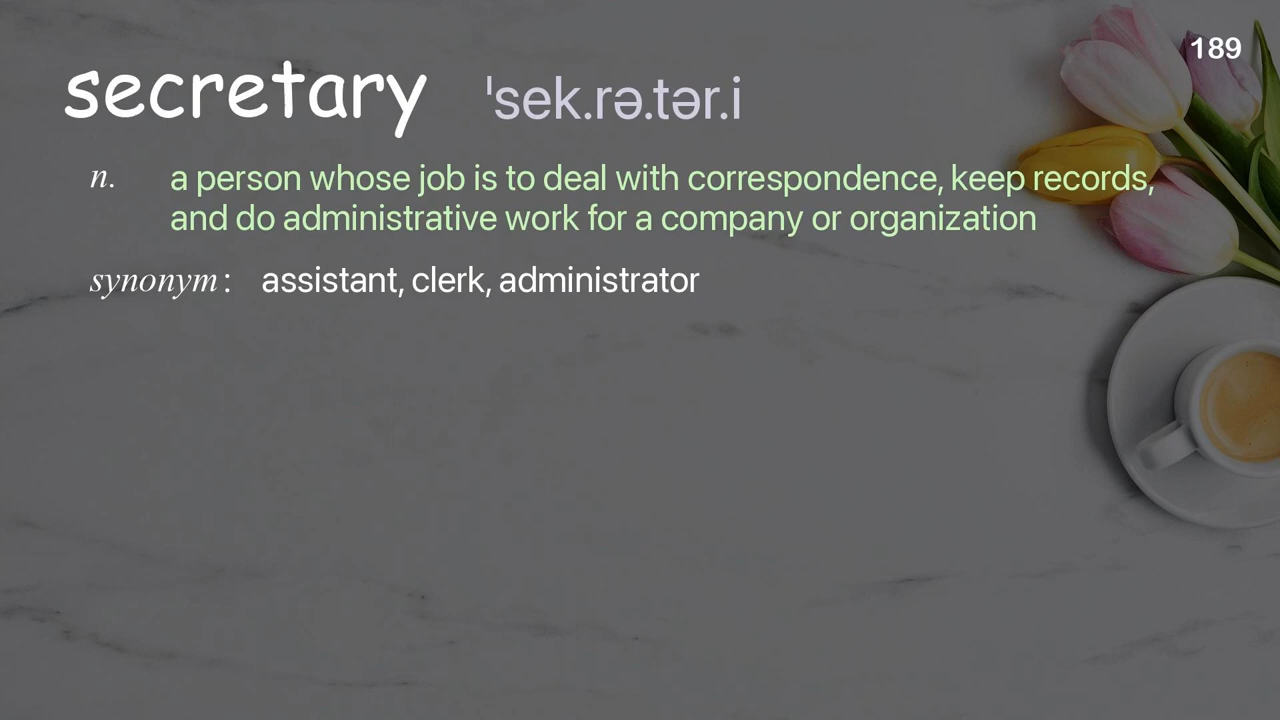 189
secretary ˈsek.rə.tər.i
n. a person whose job is to deal with correspondence, keep records,
and do administrative work for a company or organization
synonym: assistant, clerk, administrator